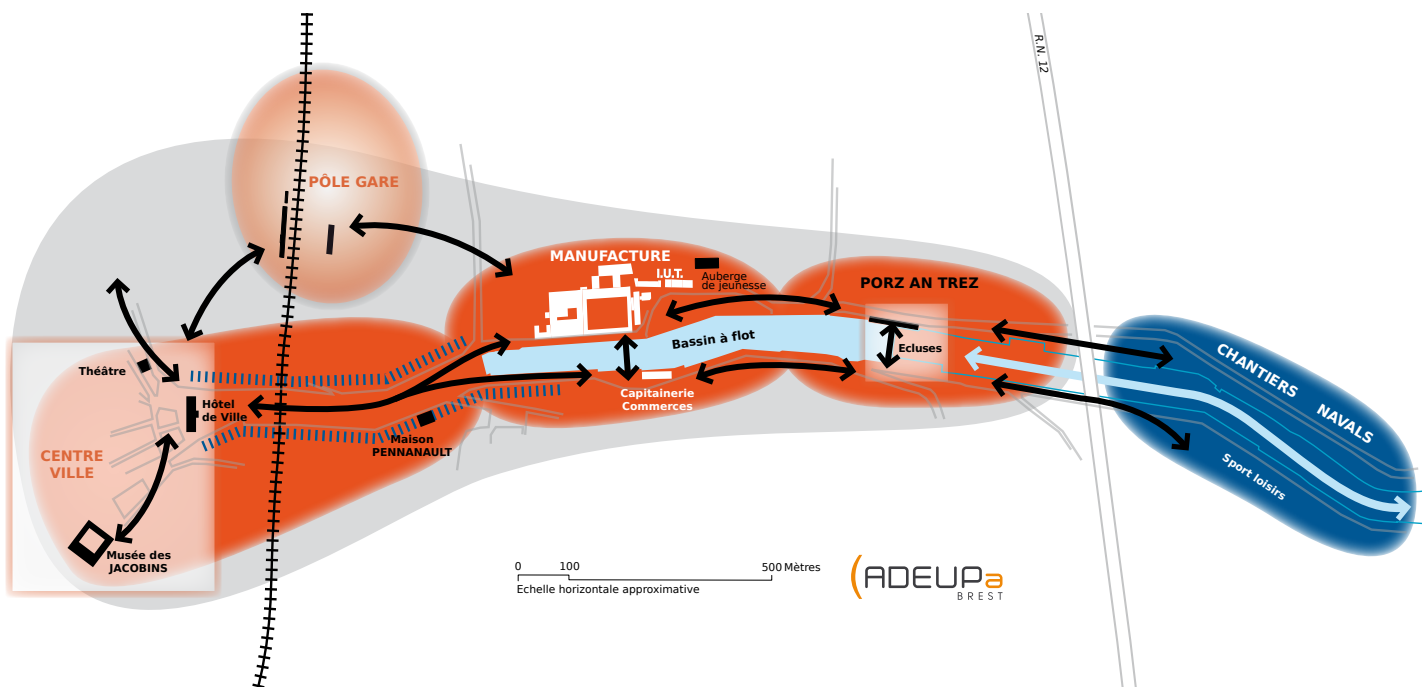 R.N. 12
PÔLE GARE
MANUFACTURE
I.U.T.
Auberge
de jeunesse
PORZ AN TREZ
Bassin à flot
Ecluses
Théâtre
Hôtel
de Ville
Capitainerie
Commerces
Maison
PENNANAULT
CENTRE
VILLE
Musée des
JACOBINS
CHANTIERS
NAVALS
Sport loisirs
0 100 500 Mètres
Echelle horizontale approximative
ADEUPa
BREST